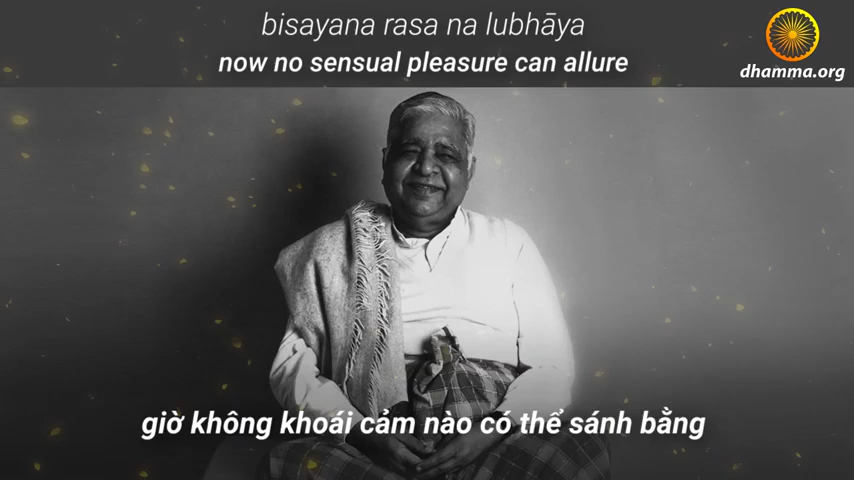 bisayana rasa na lubhāya
now no sensual pleasure can allure
dhamma.org
giờ không khoái cảm nào có thể sánh bằng